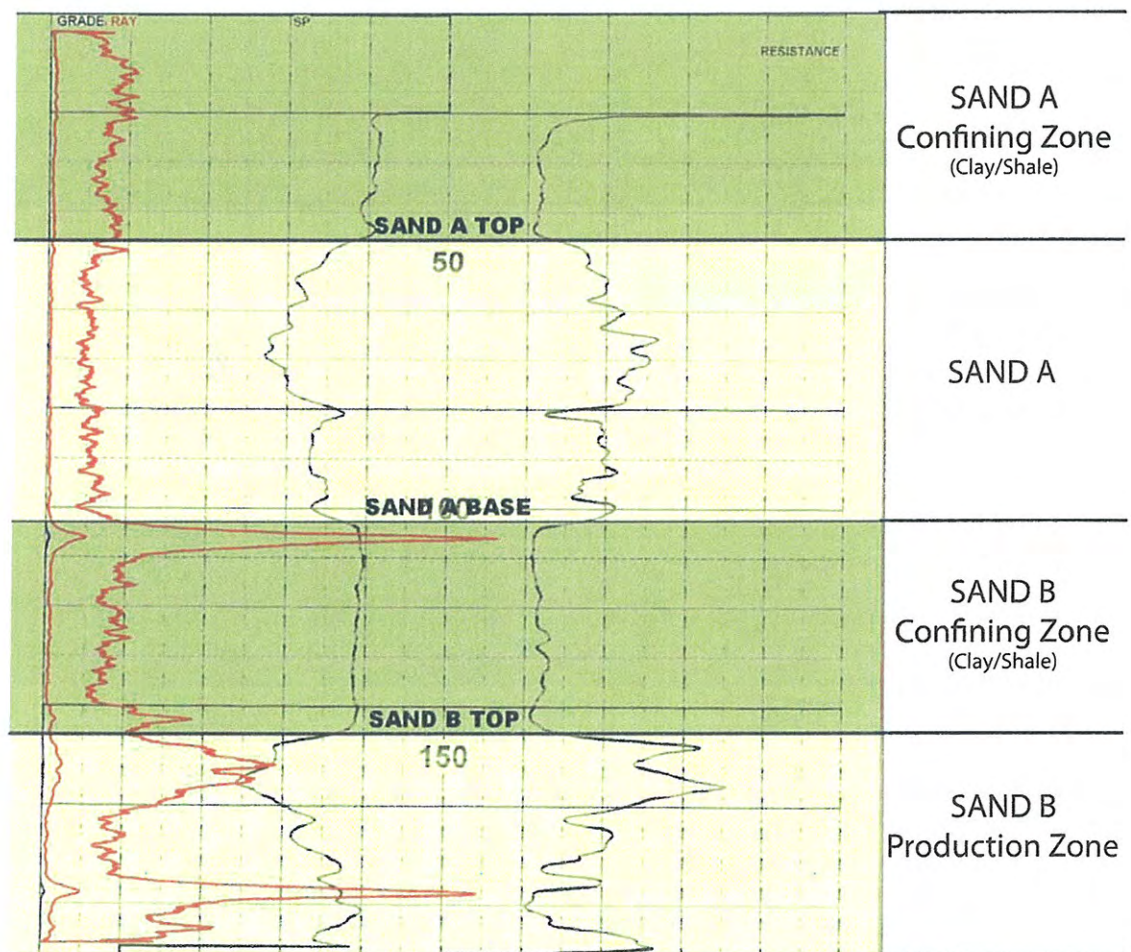 GRADE RAY SP
RESISTANCE
SAND A
Confining Zone
(Clay/Shale)
SAND A TOP
50
SAND A
SAND A BASE
100
SAND B
Confining Zone
(Clay/Shale)
SAND B TOP
150
SAND B
Production Zone